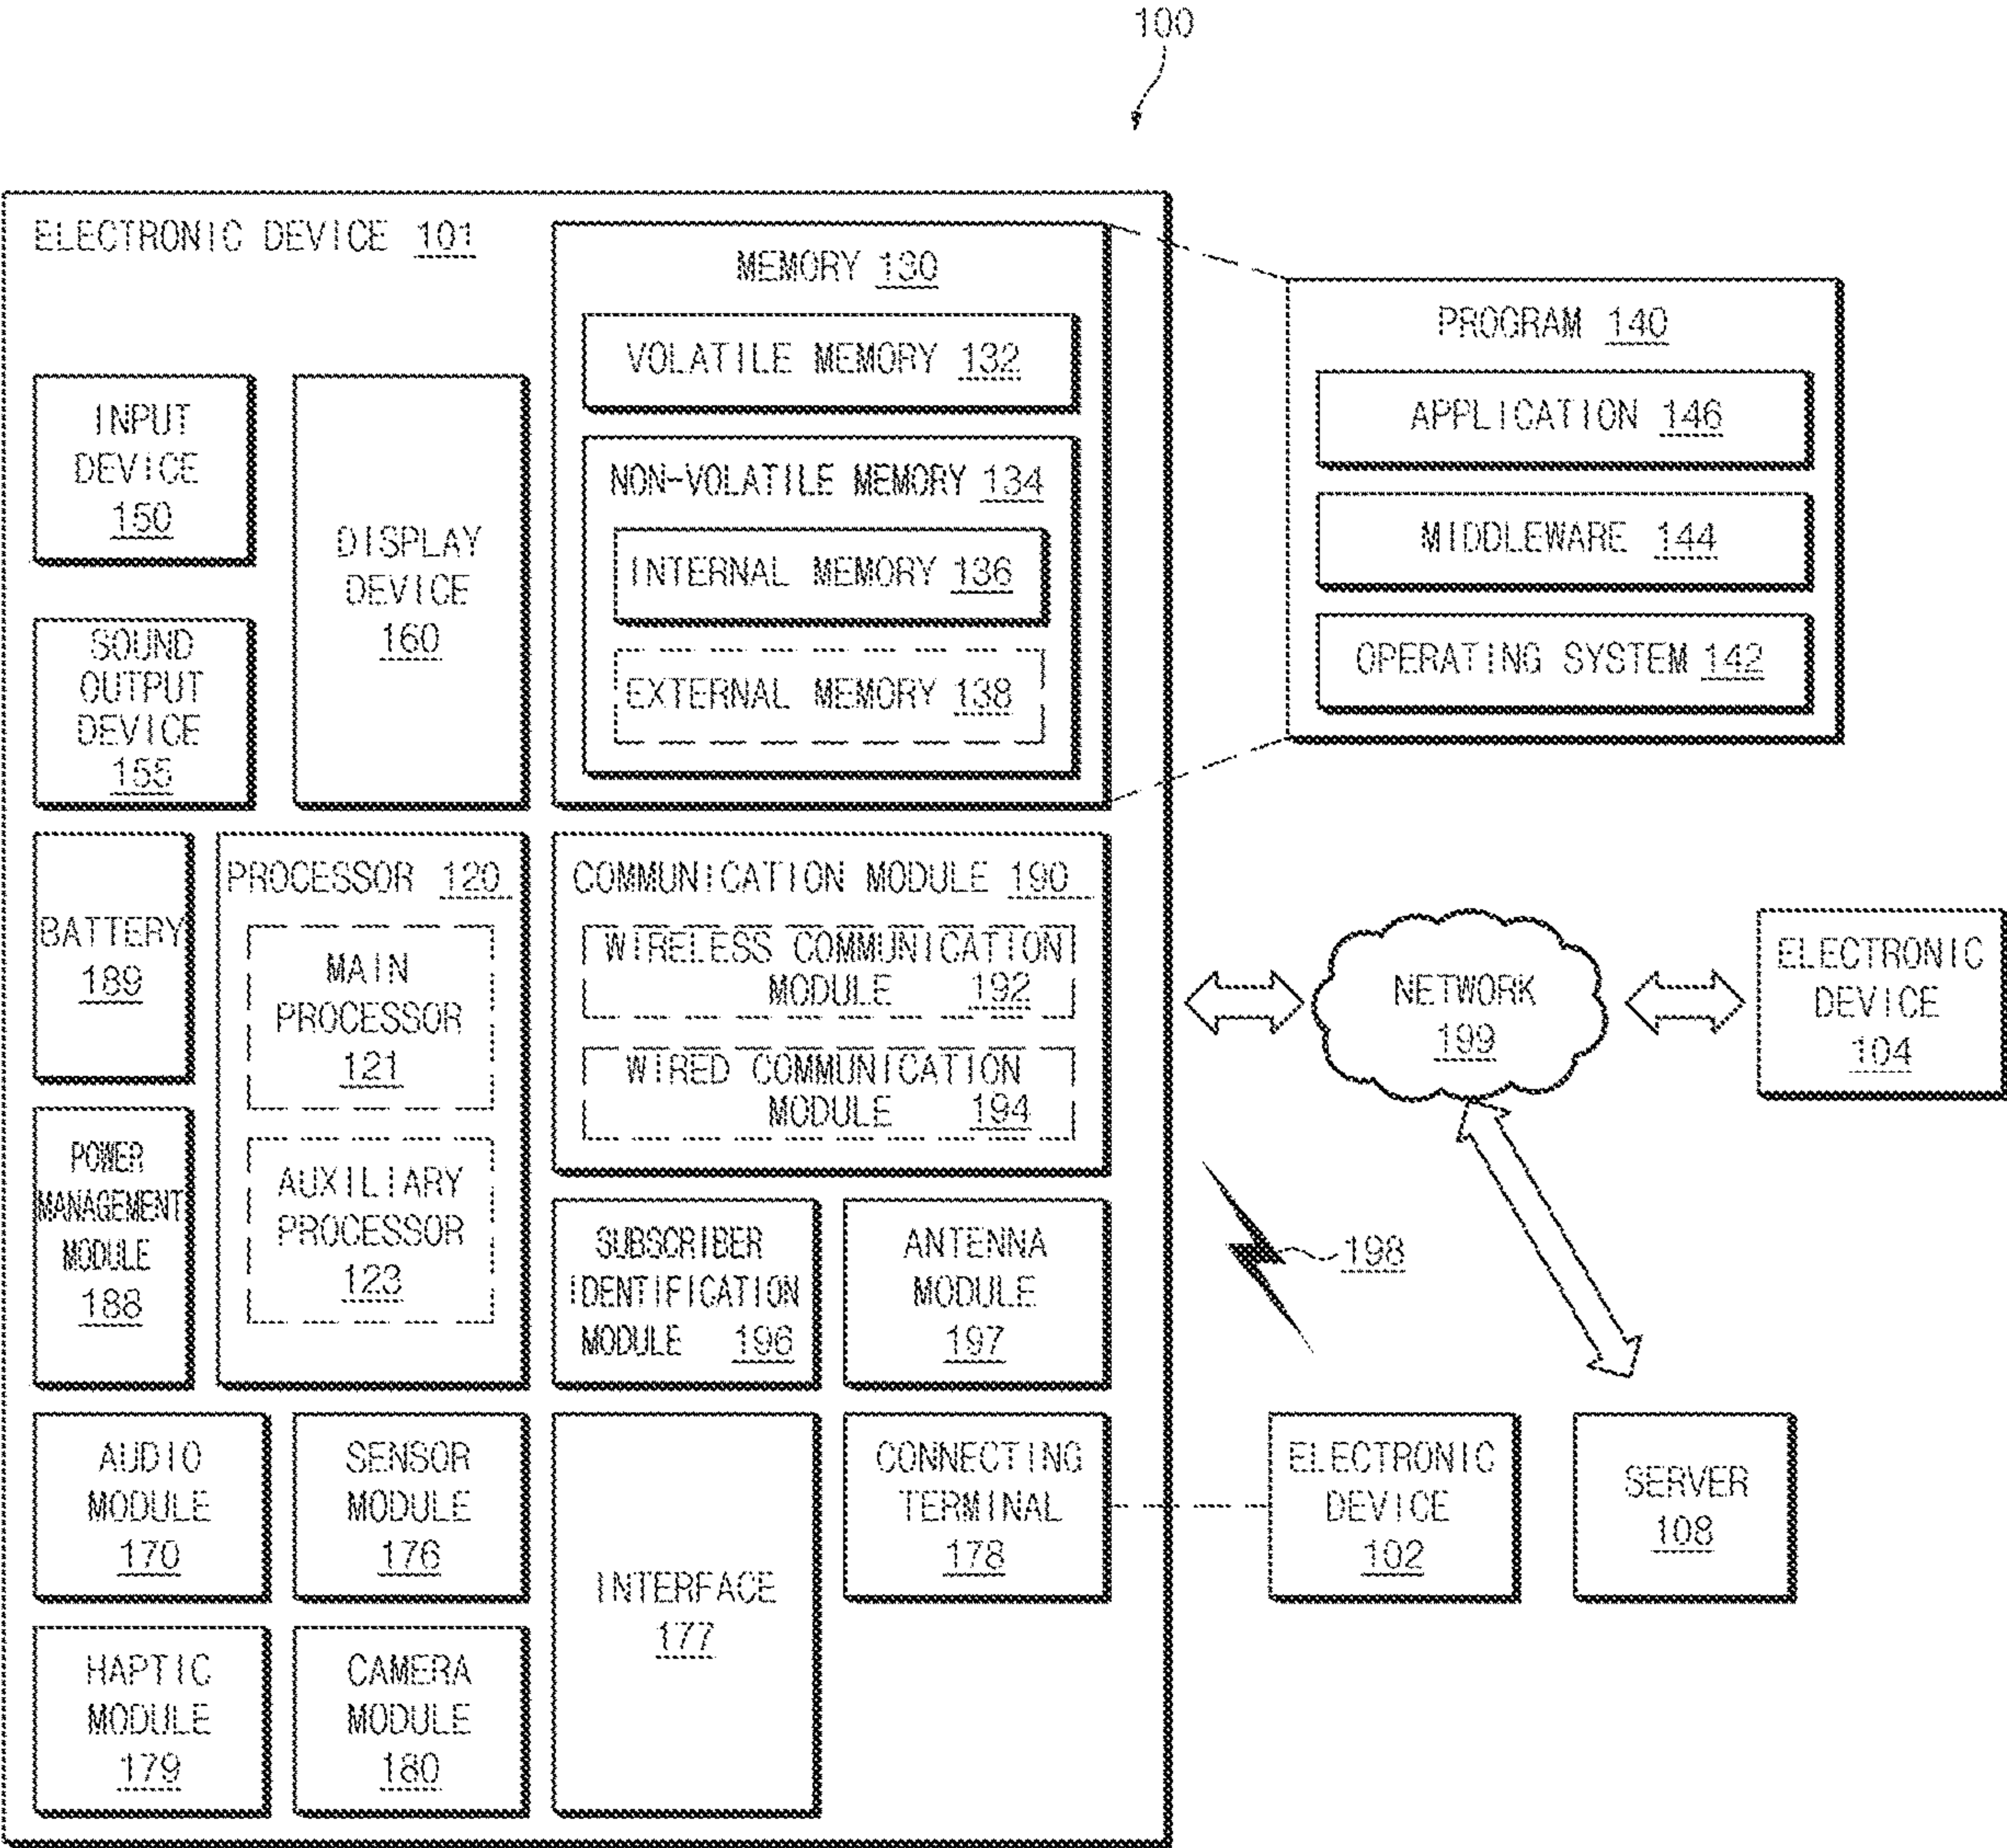 100
ELECTRONIC DEVICE 101
INPUT
DEVICE
150
SOUND
OUTPUT
DEVICE
155
DISPLAY
DEVICE
160
MEMORY 130
VOLATILE MEMORY 132
NON-VOLATILE MEMORY 134
INTERNAL MEMORY 136
EXTERNAL MEMORY 138
PROGRAM 140
APPLICATION 146
MIDDLEWARE 144
OPERATING SYSTEM 142
BATTERY
189
POWER
MANAGEMENT
MODULE
188
PROCESSOR 120
MAIN
PROCESSOR
121
AUXILIARY
PROCESSOR
123
COMMUNICATION MODULE 190
WIRELESS COMMUNICATION
MODULE 192
WIRED COMMUNICATION
MODULE 194
SUBSCRIBER
IDENTIFICATION
MODULE 196
ANTENNA
MODULE
197
NETWORK
199
ELECTRONIC
DEVICE
104
198
AUDIO
MODULE
170
SENSOR
MODULE
176
INTERFACE
177
CONNECTING
TERMINAL
178
ELECTRONIC
DEVICE
102
SERVER
108
HAPTIC
MODULE
179
CAMERA
MODULE
180